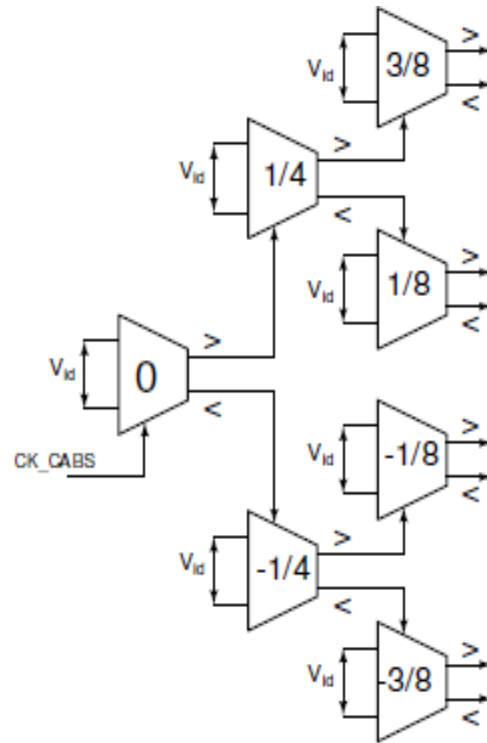 >
V_id 3/8
<
>
V_id 1/4
<
>
V_id 1/8
<
>
V_id 0
<
CK_CABS
>
V_id -1/8
<
>
V_id -1/4
<
>
V_id -3/8
<